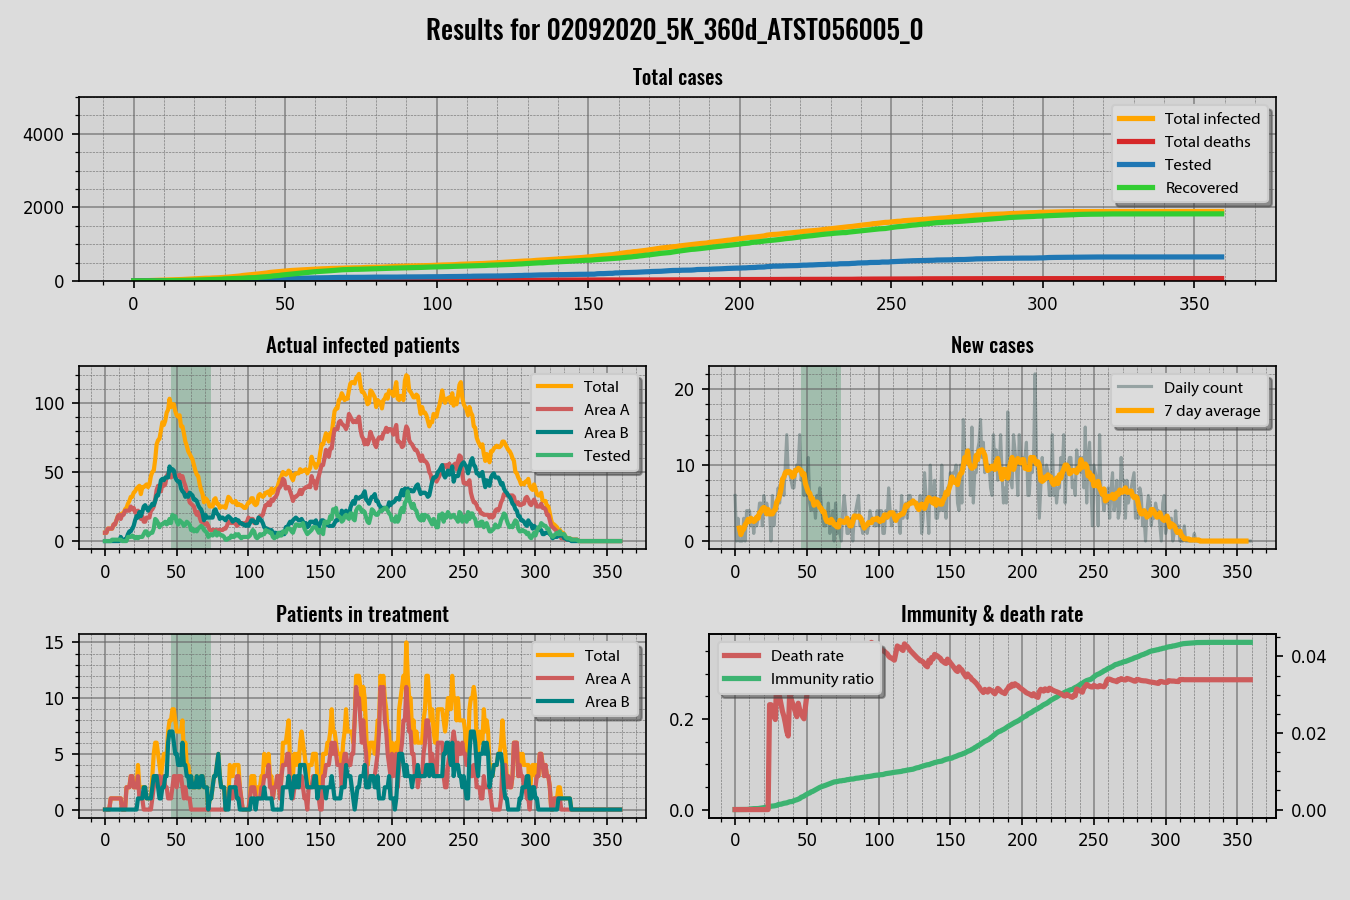 Results for 02092020_5K_360d_ATST056005_0
Total cases
4000
2000
0
0 50 100 150 200 250 300 350
Total infected
Total deaths
Tested
Recovered
Actual infected patients
100
50
0
0 50 100 150 200 250 300 350
Total
Area A
Area B
Tested
New cases
20
10
0
0 50 100 150 200 250 300 350
Daily count
7 day average
Patients in treatment
15
10
5
0
0 50 100 150 200 250 300 350
Total
Area A
Area B
Immunity & death rate
0.2
0.0
0 50 100 150 200 250 300 350
0.04
0.02
0.00
Death rate
Immunity ratio